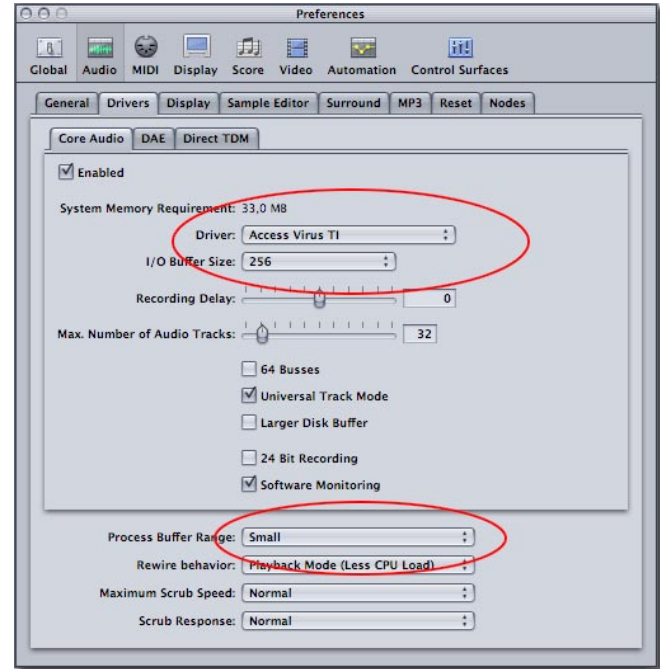 Preferences
Global Audio MIDI Display Score Video Automation Control Surfaces
General Drivers Display Sample Editor Surround MP3 Reset Nodes
Core Audio DAE Direct TDM
Enabled
System Memory Requirement: 33,0 MB
Driver: Access Virus TI
I/O Buffer Size: 256
Recording Delay: 0
Max. Number of Audio Tracks: 32
64 Busses
Universal Track Mode
Larger Disk Buffer
24 Bit Recording
Software Monitoring
Process Buffer Range: Small
Rewire behavior: Playback Mode (Less CPU Load)
Maximum Scrub Speed: Normal
Scrub Response: Normal